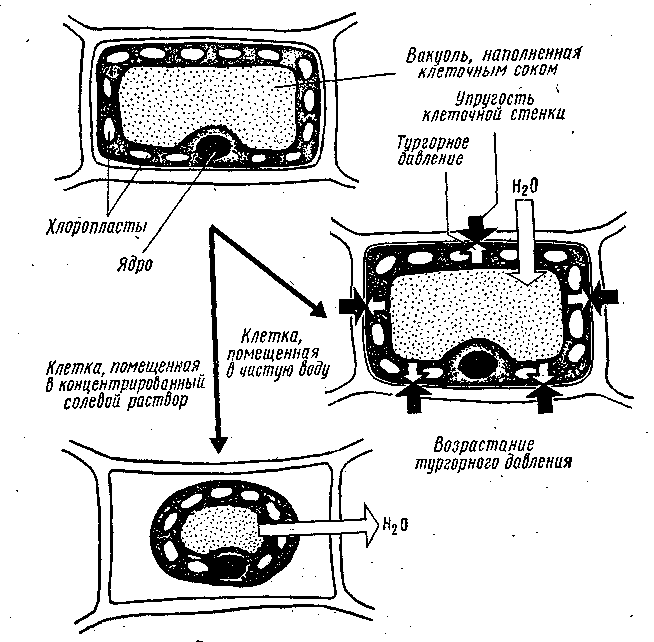 Вакуоль, наполненная
клеточным соком
Упругость
клеточной стенки
Тургорное
давление
H₂O
Хлоропласты
Ядро
Клетка,
помещенная
в чистую воду
Клетка, помещенная
в концентрированный
солевой раствор
Возрастание
тургорного давления
H₂O